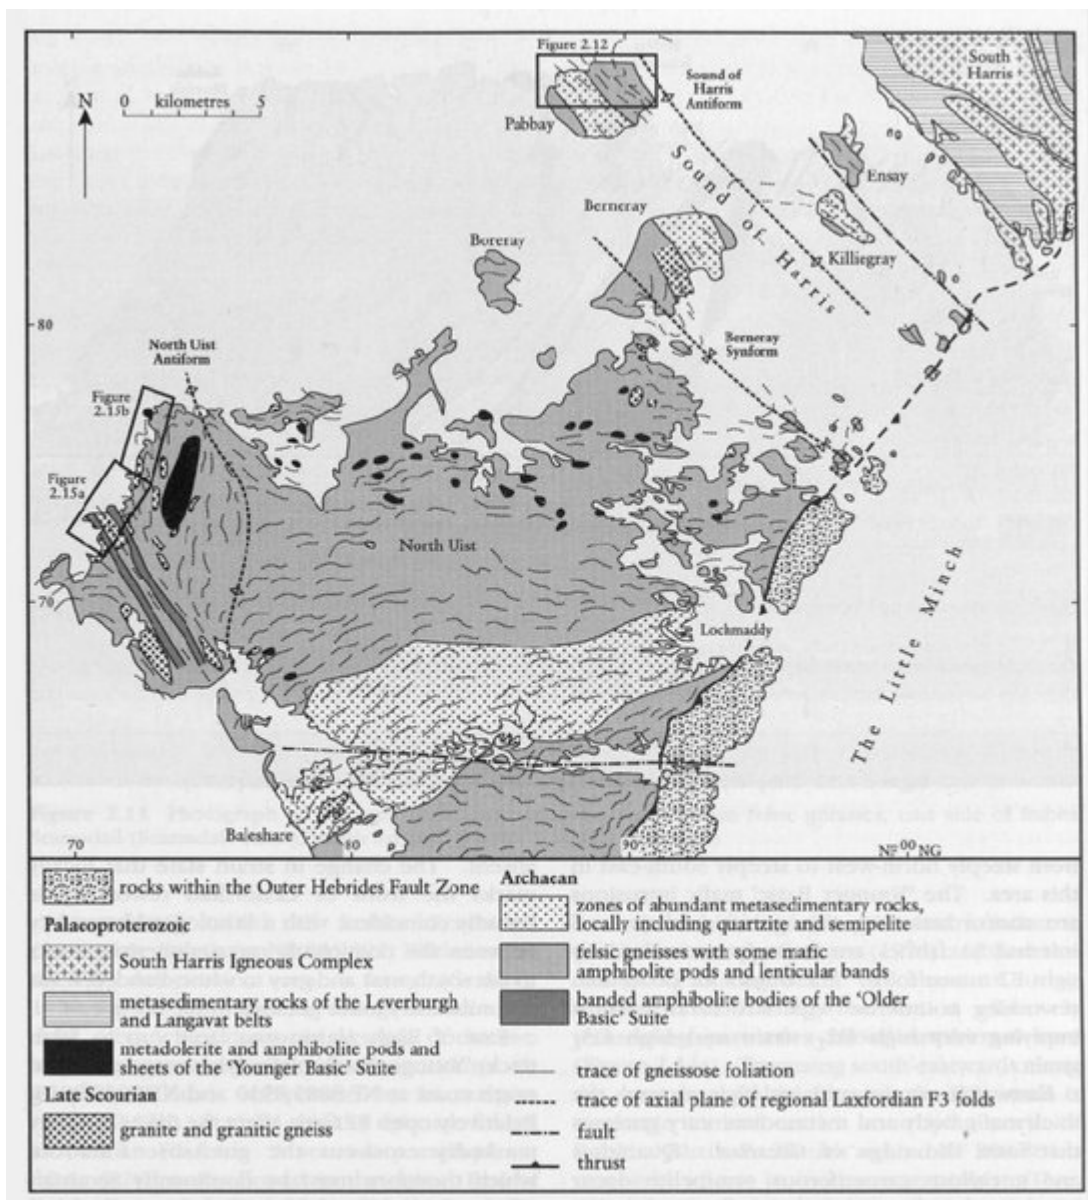 Figure 2.12
Sound of
Harris
Antiform
South
Harris
N
0 kilometres 5
Pabbay
Ensay
Sound of Harris
Berneray
Boreray
Killiegray
80
North Uist
Antiform
Berneray
Synform
Figure
2.15b
Figure
2.15a
North Uist
70
Lochmaddy
The Little Minch
Baleshare
70
80
90
NF 00 NG
rocks within the Outer Hebrides Fault Zone
Palaeoproterozoic
South Harris Igneous Complex
metasedimentary rocks of the Leverburgh
and Langavat belts
metadolerite and amphibolite pods and
sheets of the 'Younger Basic' Suite
Late Scourian
granite and granitic gneiss
Archaean
zones of abundant metasedimentary rocks,
locally including quartzite and semipelite
felsic gneisses with some mafic
amphibolite pods and lenticular bands
banded amphibolite bodies of the 'Older
Basic' Suite
trace of gneissose foliation
trace of axial plane of regional Laxfordian F3 folds
fault
thrust